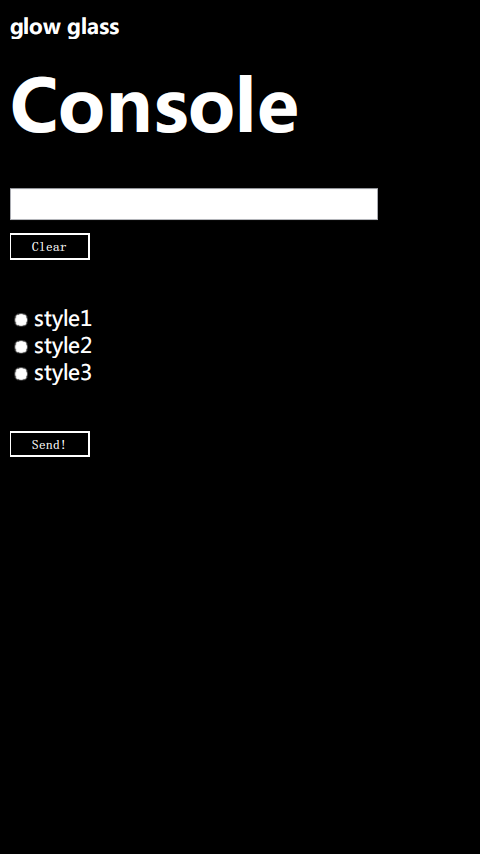 glow glass
Console
Clear
style1
style2
style3
Send!